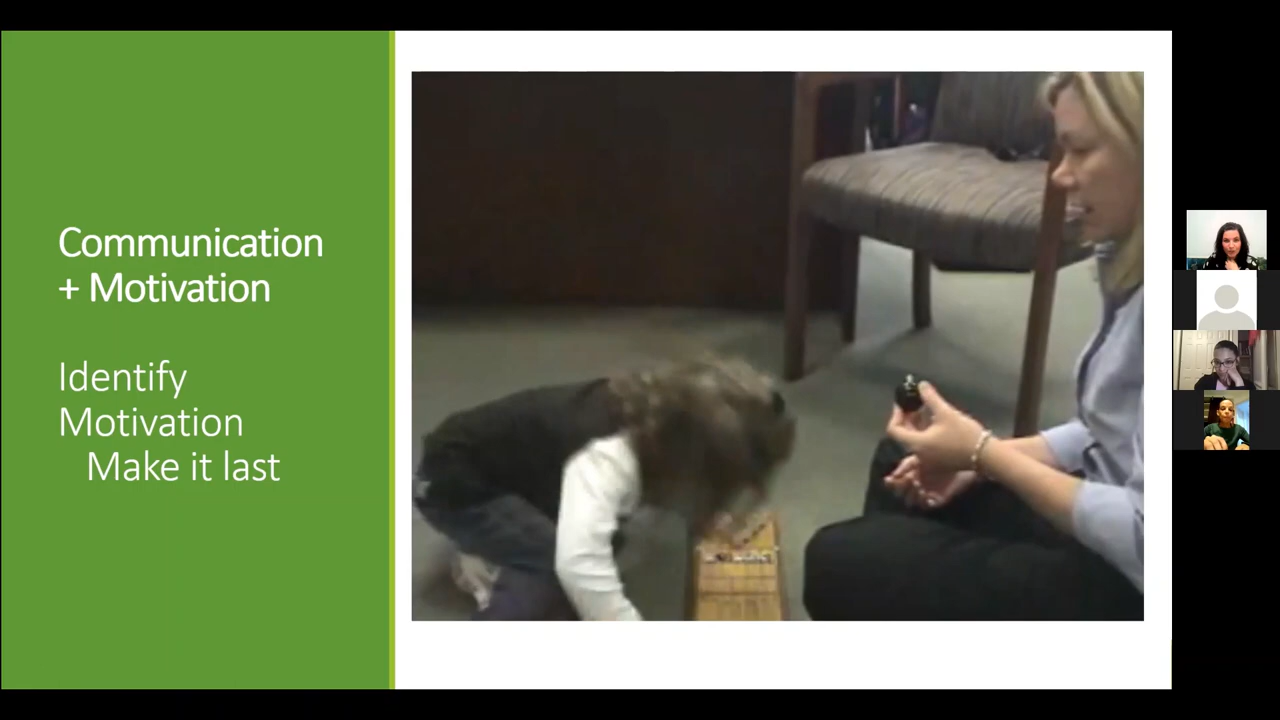 Communication
+ Motivation
Identify
Motivation
Make it last